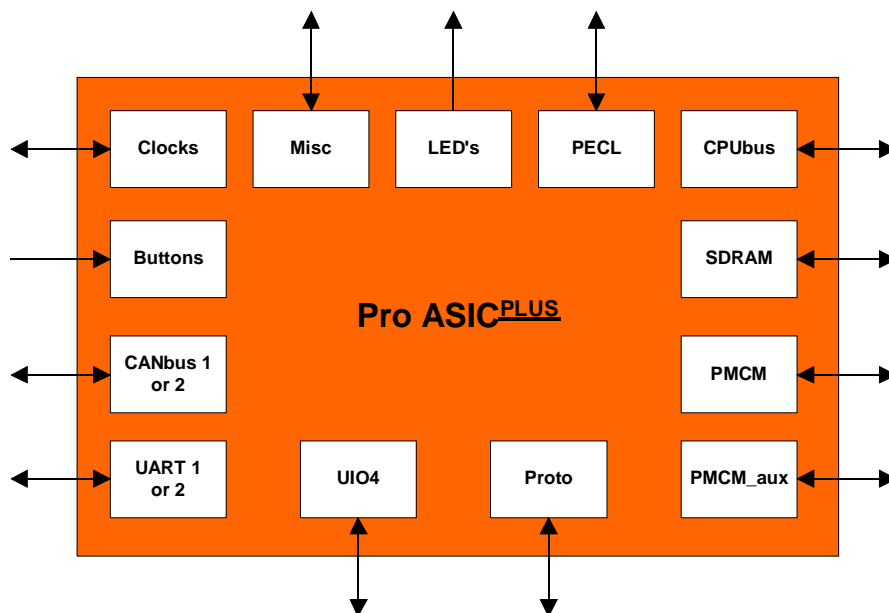 Clocks
Misc
LED's
PECL
CPUbus
Buttons
SDRAM
Pro ASICPLUS
CANbus 1
or 2
PMCM
UART 1
or 2
UIO4
Proto
PMCM_aux